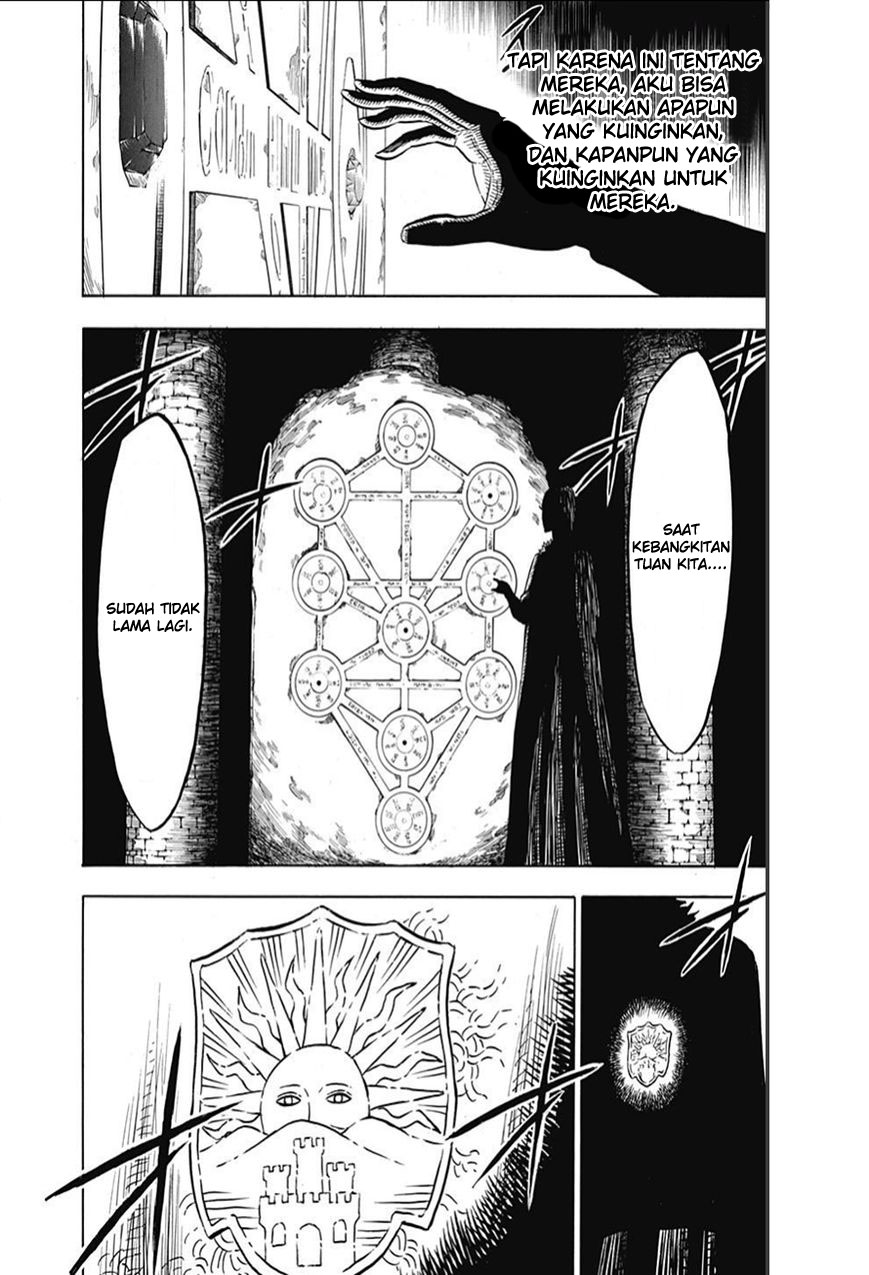 TAPI KARENA INI TENTANG
MEREKA, AKU BISA
MELAKUKAN APAPUN
YANG KUINGINKAN,
DAN KAPANPUN YANG
KUINGINKAN UNTUK
MEREKA.
SAAT
KEBANGKITAN
TUAN KITA....
SUDAH TIDAK
LAMA LAGI.